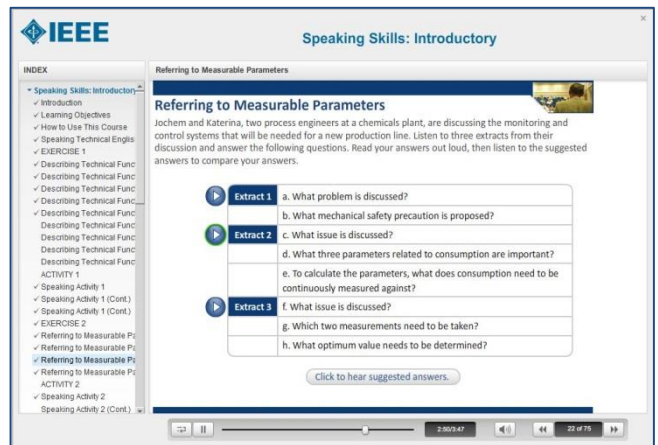 IEEE
Speaking Skills: Introductory
×
INDEX
Referring to Measurable Parameters
Speaking Skills: Introductory
✓ Introduction
✓ Learning Objectives
✓ How to Use This Course
✓ Speaking Technical Englis
✓ EXERCISE 1
✓ Describing Technical Func
✓ Describing Technical Func
✓ Describing Technical Func
✓ Describing Technical Func
✓ Describing Technical Func
Describing Technical Func
Describing Technical Func
Describing Technical Func
Describing Technical Func
ACTIVITY 1
✓ Speaking Activity 1
✓ Speaking Activity 1 (Cont.)
✓ Speaking Activity 1 (Cont.)
✓ EXERCISE 2
✓ Referring to Measurable Pa
✓ Referring to Measurable Pa
✓ Referring to Measurable Pa
✓ Referring to Measurable Pa
ACTIVITY 2
✓ Speaking Activity 2
Speaking Activity 2 (Cont.)
Referring to Measurable Parameters
Jochem and Katerina, two process engineers at a chemicals plant, are discussing the monitoring and
control systems that will be needed for a new production line. Listen to three extracts from their
discussion and answer the following questions. Read your answers out loud, then listen to the suggested
answers to compare your answers.
Extract 1 a. What problem is discussed?
b. What mechanical safety precaution is proposed?
Extract 2 c. What issue is discussed?
d. What three parameters related to consumption are important?
e. To calculate the parameters, what does consumption need to be
continuously measured against?
Extract 3 f. What issue is discussed?
g. Which two measurements need to be taken?
h. What optimum value needs to be determined?
Click to hear suggested answers.
2:50/3:47
22 of 75